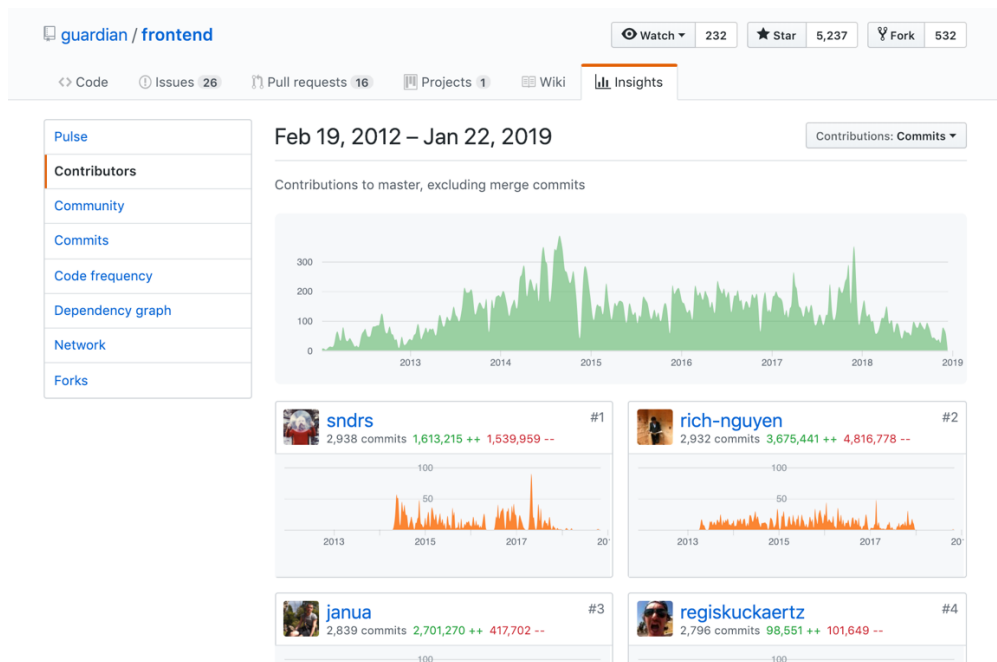 guardian / frontend
Watch 232 Star 5,237 Fork 532
Code Issues 26 Pull requests 16 Projects 1 Wiki Insights
Pulse
Contributors
Community
Commits
Code frequency
Dependency graph
Network
Forks
Feb 19, 2012 – Jan 22, 2019
Contributions: Commits
Contributions to master, excluding merge commits
300
200
100
0
2013 2014 2015 2016 2017 2018 2019
sndrs #1
2,938 commits 1,613,215 ++ 1,539,959 --
100
50
2013 2015 2017 20
rich-nguyen #2
2,932 commits 3,675,441 ++ 4,816,778 --
100
50
2013 2015 2017 20
janua #3
2,839 commits 2,701,270 ++ 417,702 --
100
regiskuckaertz #4
2,796 commits 98,551 ++ 101,649 --
100